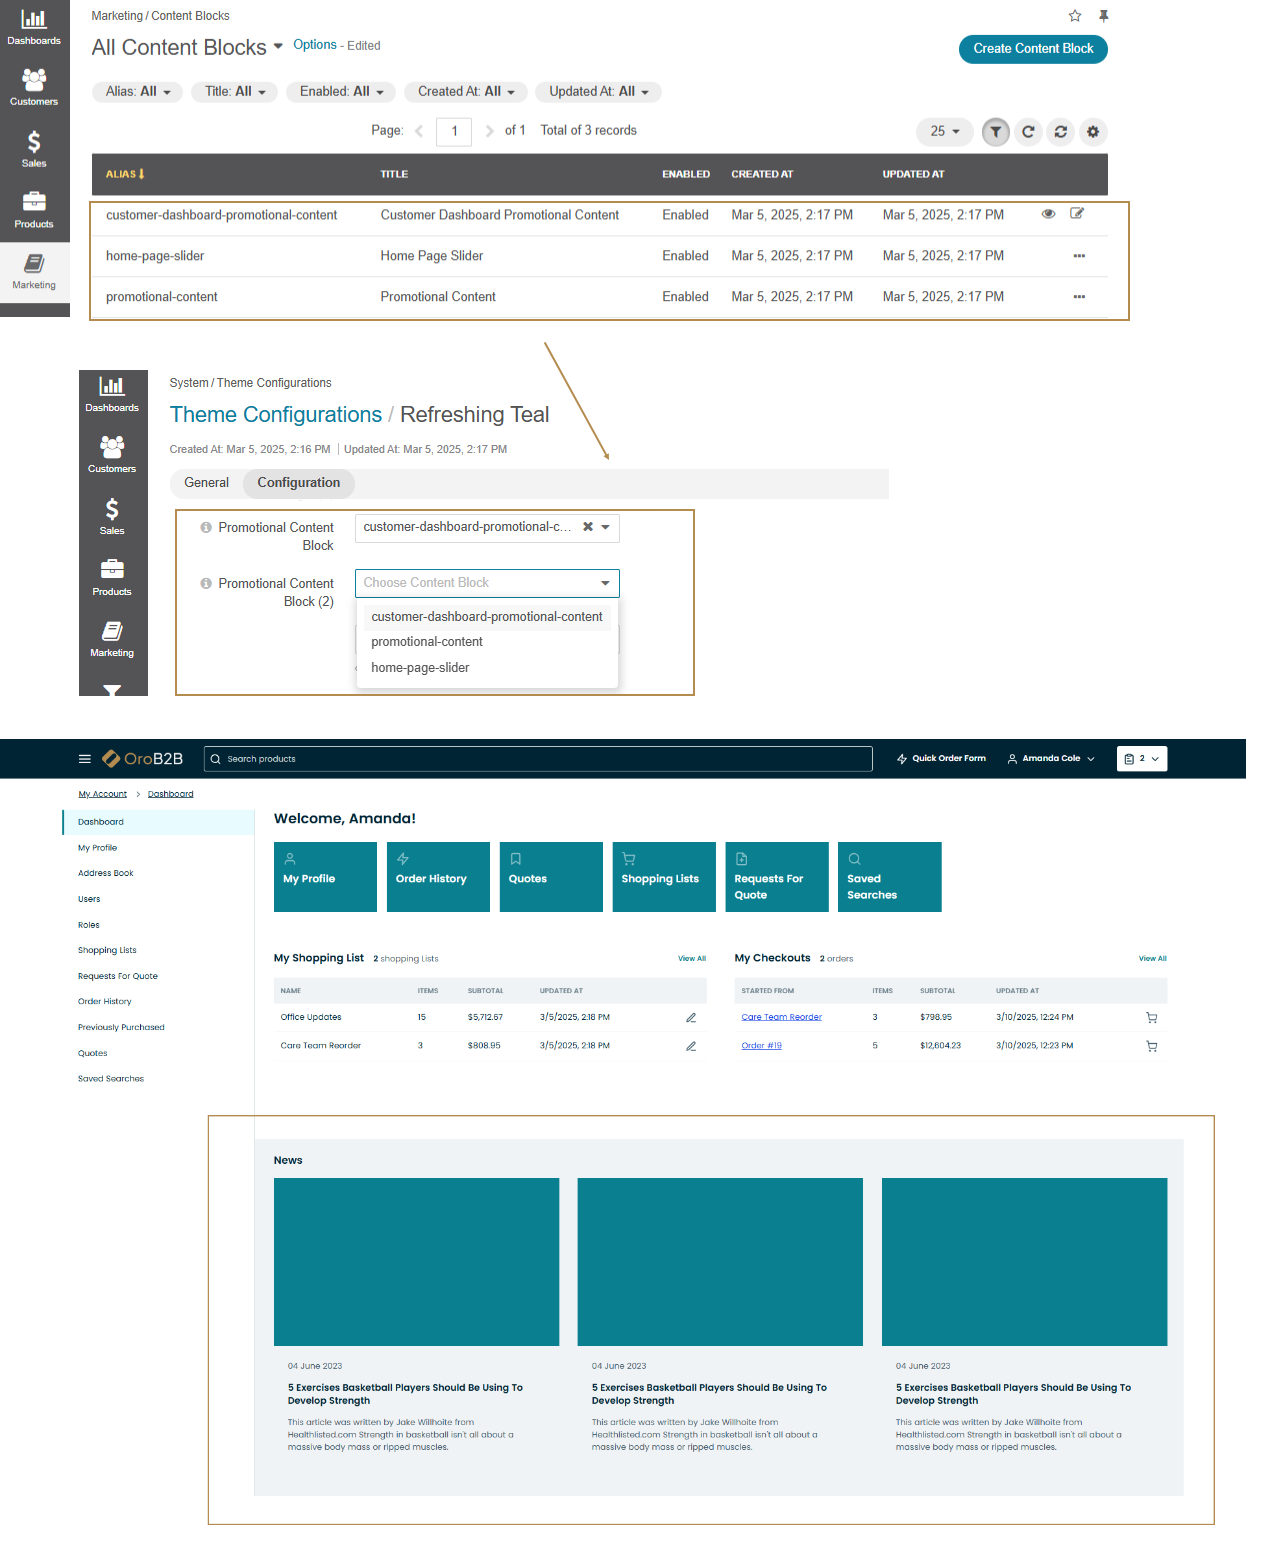 Marketing / Content Blocks
Dashboards
All Content Blocks Options - Edited
Create Content Block
Customers
Alias: All Title: All Enabled: All Created At: All Updated At: All
Page: 1 of 1 Total of 3 records 25
Sales
ALIAS TITLE ENABLED CREATED AT UPDATED AT
Products
customer-dashboard-promotional-content Customer Dashboard Promotional Content Enabled Mar 5, 2025, 2:17 PM Mar 5, 2025, 2:17 PM
home-page-slider Home Page Slider Enabled Mar 5, 2025, 2:17 PM Mar 5, 2025, 2:17 PM
Marketing
promotional-content Promotional Content Enabled Mar 5, 2025, 2:17 PM Mar 5, 2025, 2:17 PM
System / Theme Configurations
Dashboards
Theme Configurations / Refreshing Teal
Created At: Mar 5, 2025, 2:16 PM Updated At: Mar 5, 2025, 2:17 PM
Customers
General Configuration
Sales
Promotional Content
Block
customer-dashboard-promotional-c...
Products
Promotional Content
Block (2)
Choose Content Block
customer-dashboard-promotional-content
promotional-content
home-page-slider
Marketing
OroB2B
Search products
Quick Order Form
Amanda Cole
2
My Account > Dashboard
Dashboard
My Profile
Address Book
Users
Roles
Shopping Lists
Requests For Quote
Order History
Previously Purchased
Quotes
Saved Searches
Welcome, Amanda!
My Profile
Order History
Quotes
Shopping Lists
Requests For
Quote
Saved
Searches
My Shopping List 2 shopping Lists View All
NAME ITEMS SUBTOTAL UPDATED AT
Office Updates 15 $5,712.67 3/5/2025, 2:18 PM
Care Team Reorder 3 $808.95 3/5/2025, 2:18 PM
My Checkouts 2 orders View All
STARTED FROM ITEMS SUBTOTAL UPDATED AT
Care Team Reorder 3 $798.95 3/10/2025, 12:24 PM
Order #19 5 $12,604.23 3/10/2025, 12:23 PM
News
04 June 2023
5 Exercises Basketball Players Should Be Using To
Develop Strength
This article was written by Jake Willhoite from
Healthlisted.com Strength in basketball isn't all about a
massive body mass or ripped muscles.
04 June 2023
5 Exercises Basketball Players Should Be Using To
Develop Strength
This article was written by Jake Willhoite from
Healthlisted.com Strength in basketball isn't all about a
massive body mass or ripped muscles.
04 June 2023
5 Exercises Basketball Players Should Be Using To
Develop Strength
This article was written by Jake Willhoite from
Healthlisted.com Strength in basketball isn't all about a
massive body mass or ripped muscles.